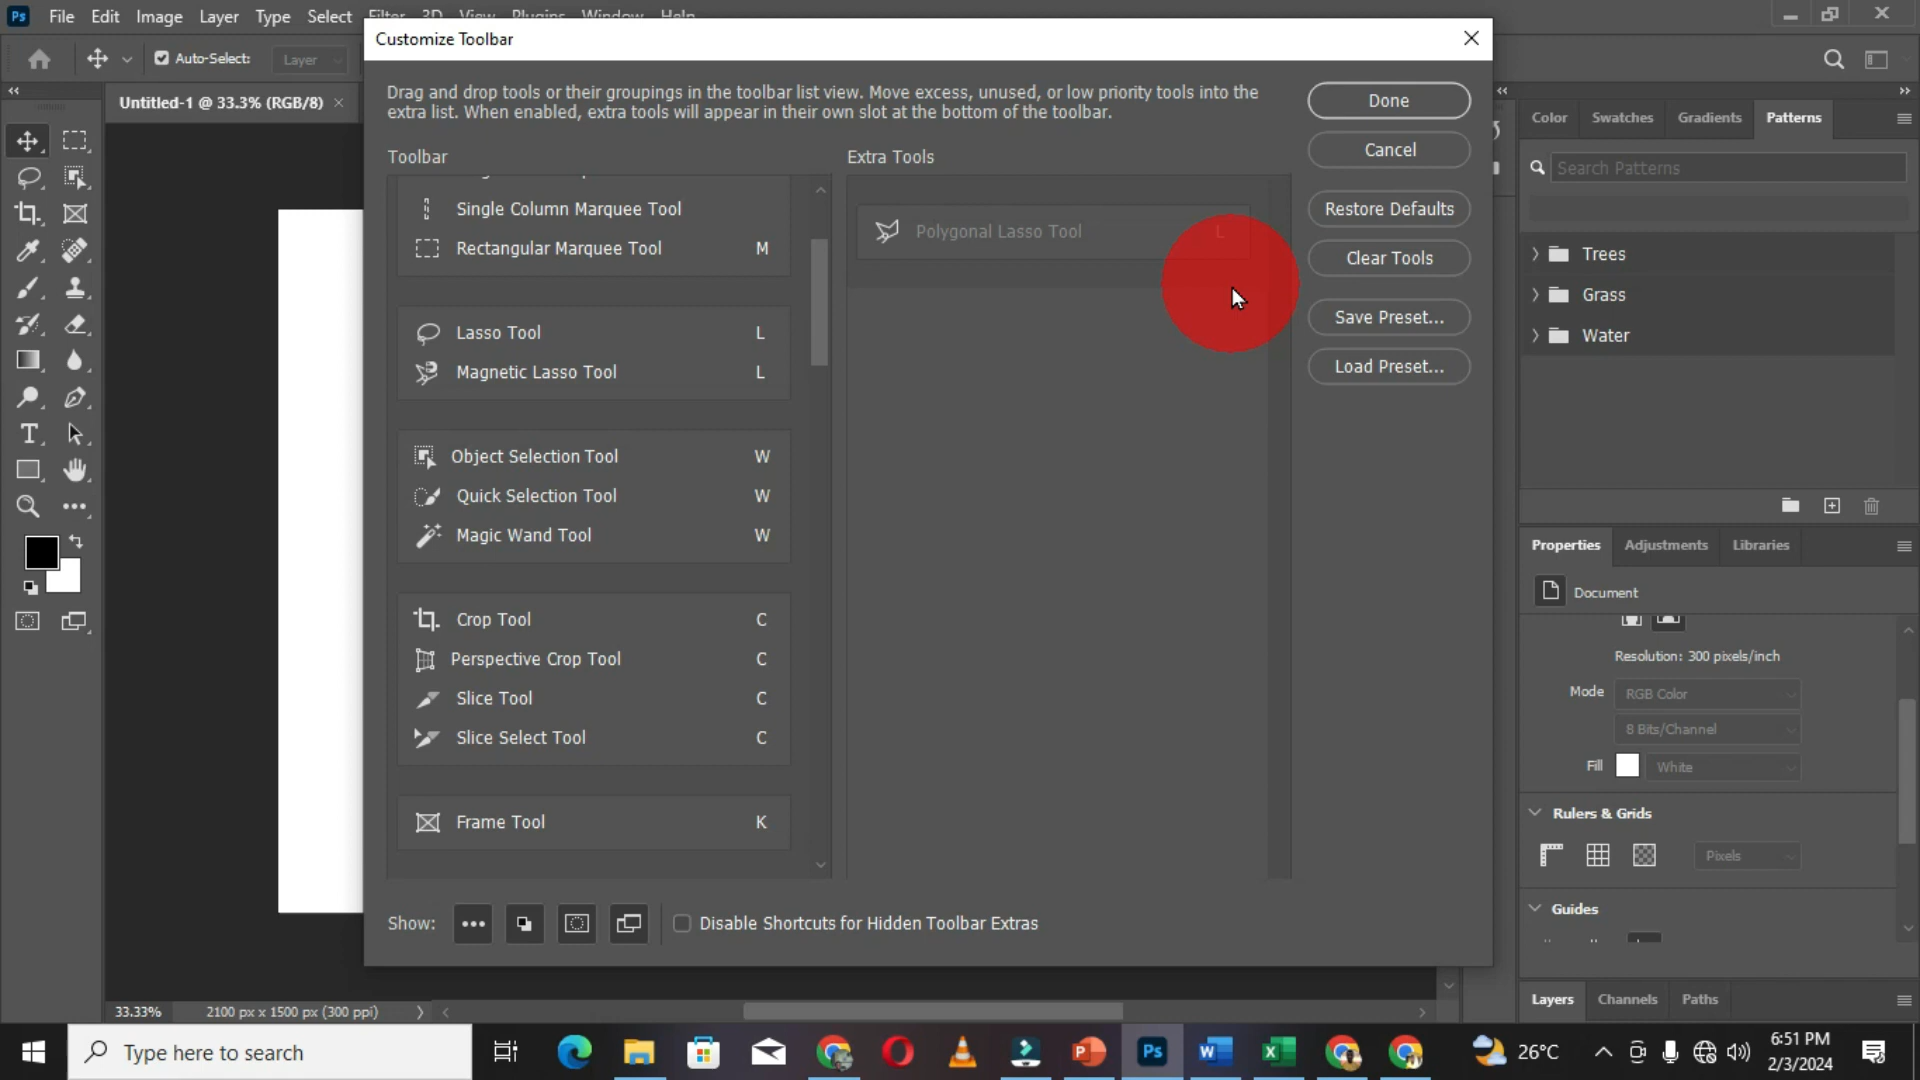 Ps File Edit Image Layer Type Select Filter 3D View Plugins Window Help
Customize Toolbar
Auto-Select: Layer
Untitled-1 @ 33.3% (RGB/8) ×
Drag and drop tools or their groupings in the toolbar list view. Move excess, unused, or low priority tools into the
extra list. When enabled, extra tools will appear in their own slot at the bottom of the toolbar.
Toolbar
Single Column Marquee Tool
Rectangular Marquee Tool M
Lasso Tool L
Magnetic Lasso Tool L
Object Selection Tool W
Quick Selection Tool W
Magic Wand Tool W
Crop Tool C
Perspective Crop Tool C
Slice Tool C
Slice Select Tool C
Frame Tool K
Extra Tools
Polygonal Lasso Tool L
Done
Cancel
Restore Defaults
Clear Tools
Save Preset...
Load Preset...
Show: Disable Shortcuts for Hidden Toolbar Extras
Color Swatches Gradients Patterns
Search Patterns
Trees
Grass
Water
Properties Adjustments Libraries
Document
Resolution: 300 pixels/inch
Mode RGB Color
8 Bits/Channel
Fill White
Rulers & Grids
Pixels
Guides
Layers Channels Paths
33.33% 2100 px x 1500 px (300 ppi)
Type here to search
26°C
6:51 PM
2/3/2024